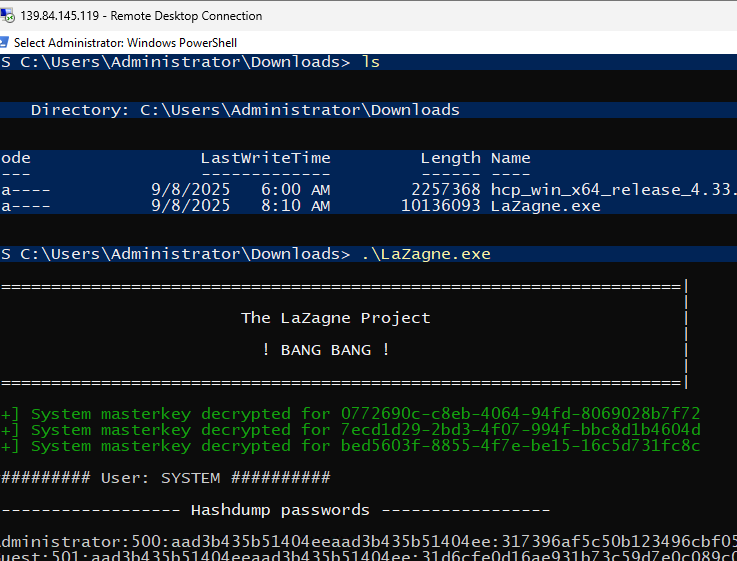 139.84.145.119 - Remote Desktop Connection
Select Administrator: Windows PowerShell
S C:\Users\Administrator\Downloads> ls
Directory: C:\Users\Administrator\Downloads
ode LastWriteTime Length Name
--- ------------- ------ ----
a---- 9/8/2025 6:00 AM 2257368 hcp_win_x64_release_4.33.
a---- 9/8/2025 8:10 AM 10136093 LaZagne.exe
S C:\Users\Administrator\Downloads> .\LaZagne.exe
====================================================================|
|
The LaZagne Project |
|
! BANG BANG ! |
|
====================================================================|
+] System masterkey decrypted for 0772690c-c8eb-4064-94fd-8069028b7f72
+] System masterkey decrypted for 7ecd1d29-2bd3-4f07-994f-bbc8d1b4604d
+] System masterkey decrypted for bed5603f-8855-4f7e-be15-16c5d731fc8c
######### User: SYSTEM ##########
------------------ Hashdump passwords -----------------
dministrator:500:aad3b435b51404eeaad3b435b51404ee:317396af5c50b123496cbf05
uest:501:aad3b435b51404eeaad3b435b51404ee:31d6cfe0d16ae931b73c59d7e0c089c0